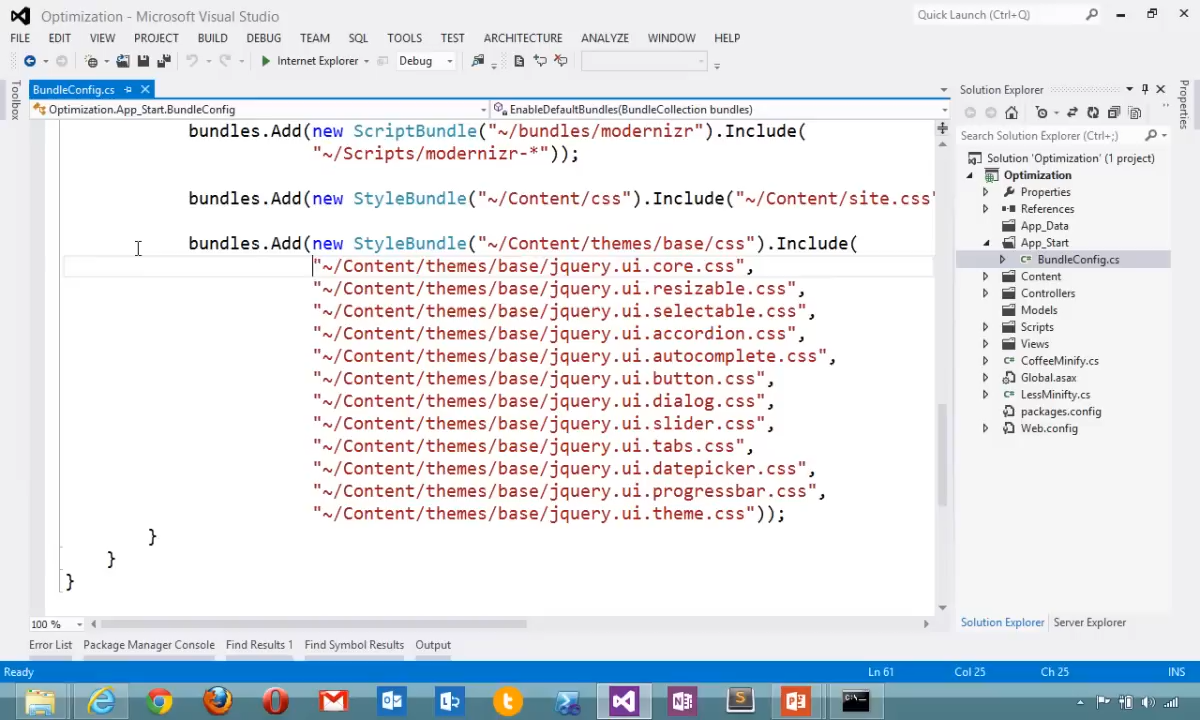 Optimization - Microsoft Visual Studio
Quick Launch (Ctrl+Q)
FILE EDIT VIEW PROJECT BUILD DEBUG TEAM SQL TOOLS TEST ARCHITECTURE ANALYZE WINDOW HELP
Internet Explorer Debug
Toolbox
BundleConfig.cs
Optimization.App_Start.BundleConfig
EnableDefaultBundles(BundleCollection bundles)
bundles.Add(new ScriptBundle("~/bundles/modernizr").Include(
"~/Scripts/modernizr-*"));
bundles.Add(new StyleBundle("~/Content/css").Include("~/Content/site.css"
bundles.Add(new StyleBundle("~/Content/themes/base/css").Include(
"~/Content/themes/base/jquery.ui.core.css",
"~/Content/themes/base/jquery.ui.resizable.css",
"~/Content/themes/base/jquery.ui.selectable.css",
"~/Content/themes/base/jquery.ui.accordion.css",
"~/Content/themes/base/jquery.ui.autocomplete.css",
"~/Content/themes/base/jquery.ui.button.css",
"~/Content/themes/base/jquery.ui.dialog.css",
"~/Content/themes/base/jquery.ui.slider.css",
"~/Content/themes/base/jquery.ui.tabs.css",
"~/Content/themes/base/jquery.ui.datepicker.css",
"~/Content/themes/base/jquery.ui.progressbar.css",
"~/Content/themes/base/jquery.ui.theme.css"));
}
}
}
100 %
Error List Package Manager Console Find Results 1 Find Symbol Results Output
Solution Explorer
Search Solution Explorer (Ctrl+;)
Solution 'Optimization' (1 project)
Optimization
Properties
References
App_Data
App_Start
BundleConfig.cs
Content
Controllers
Models
Scripts
Views
CoffeeMinify.cs
Global.asax
LessMinifty.cs
packages.config
Web.config
Solution Explorer Server Explorer
Properties
Ready Ln 61 Col 25 Ch 25 INS